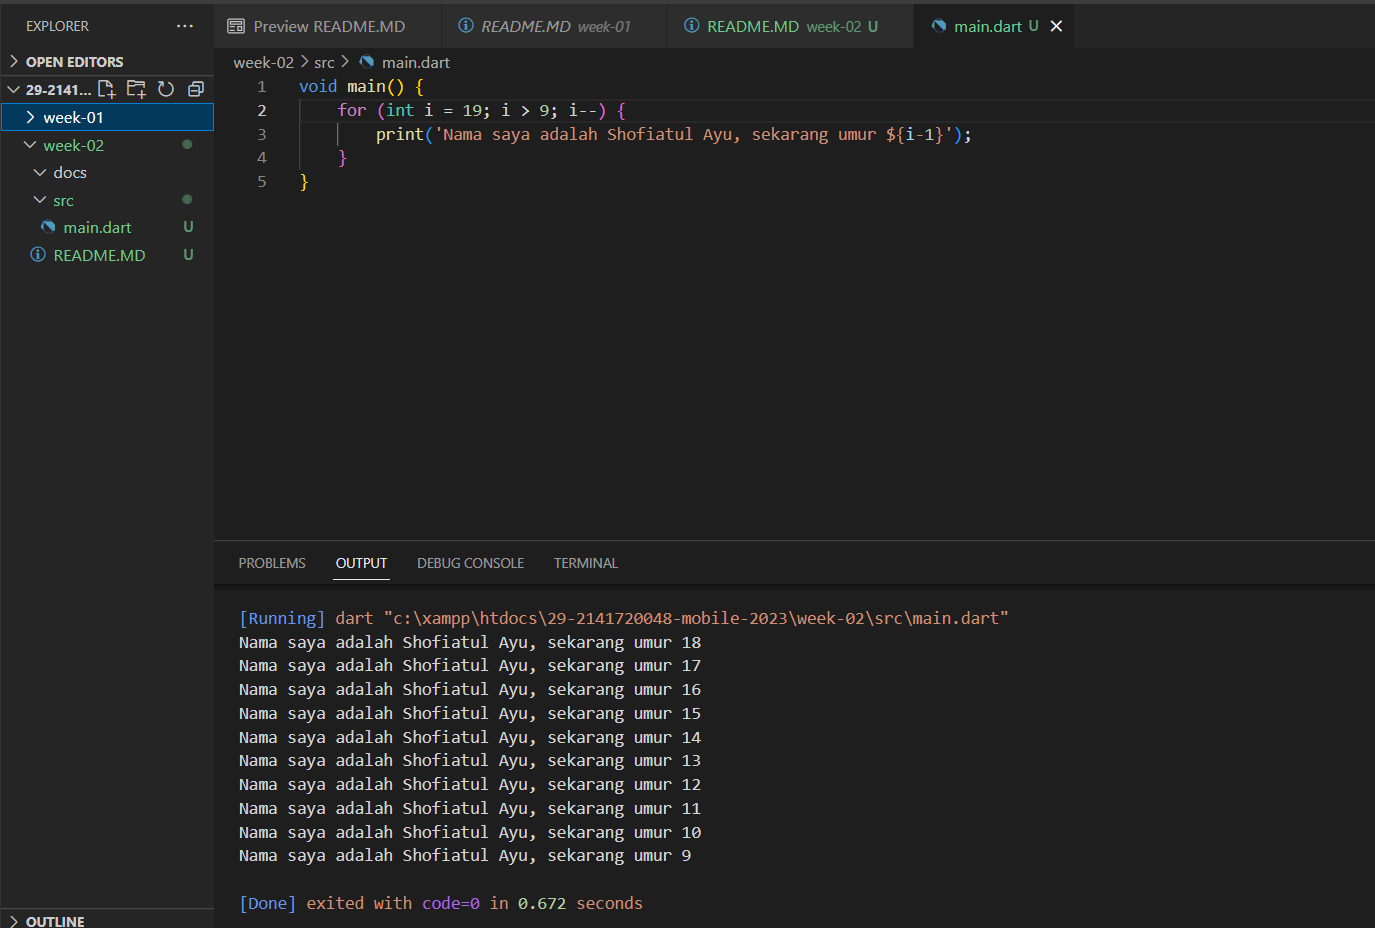 EXPLORER ...
OPEN EDITORS
29-2141...
week-01
week-02
docs
src
main.dart U
README.MD U
OUTLINE
Preview README.MD
README.MD week-01
README.MD week-02 U
main.dart U
week-02 > src > main.dart
1 void main() {
2 for (int i = 19; i > 9; i--) {
3 print('Nama saya adalah Shofiatul Ayu, sekarang umur ${i-1}');
4 }
5 }
PROBLEMS OUTPUT DEBUG CONSOLE TERMINAL
[Running] dart "c:\xampp\htdocs\29-2141720048-mobile-2023\week-02\src\main.dart"
Nama saya adalah Shofiatul Ayu, sekarang umur 18
Nama saya adalah Shofiatul Ayu, sekarang umur 17
Nama saya adalah Shofiatul Ayu, sekarang umur 16
Nama saya adalah Shofiatul Ayu, sekarang umur 15
Nama saya adalah Shofiatul Ayu, sekarang umur 14
Nama saya adalah Shofiatul Ayu, sekarang umur 13
Nama saya adalah Shofiatul Ayu, sekarang umur 12
Nama saya adalah Shofiatul Ayu, sekarang umur 11
Nama saya adalah Shofiatul Ayu, sekarang umur 10
Nama saya adalah Shofiatul Ayu, sekarang umur 9
[Done] exited with code=0 in 0.672 seconds